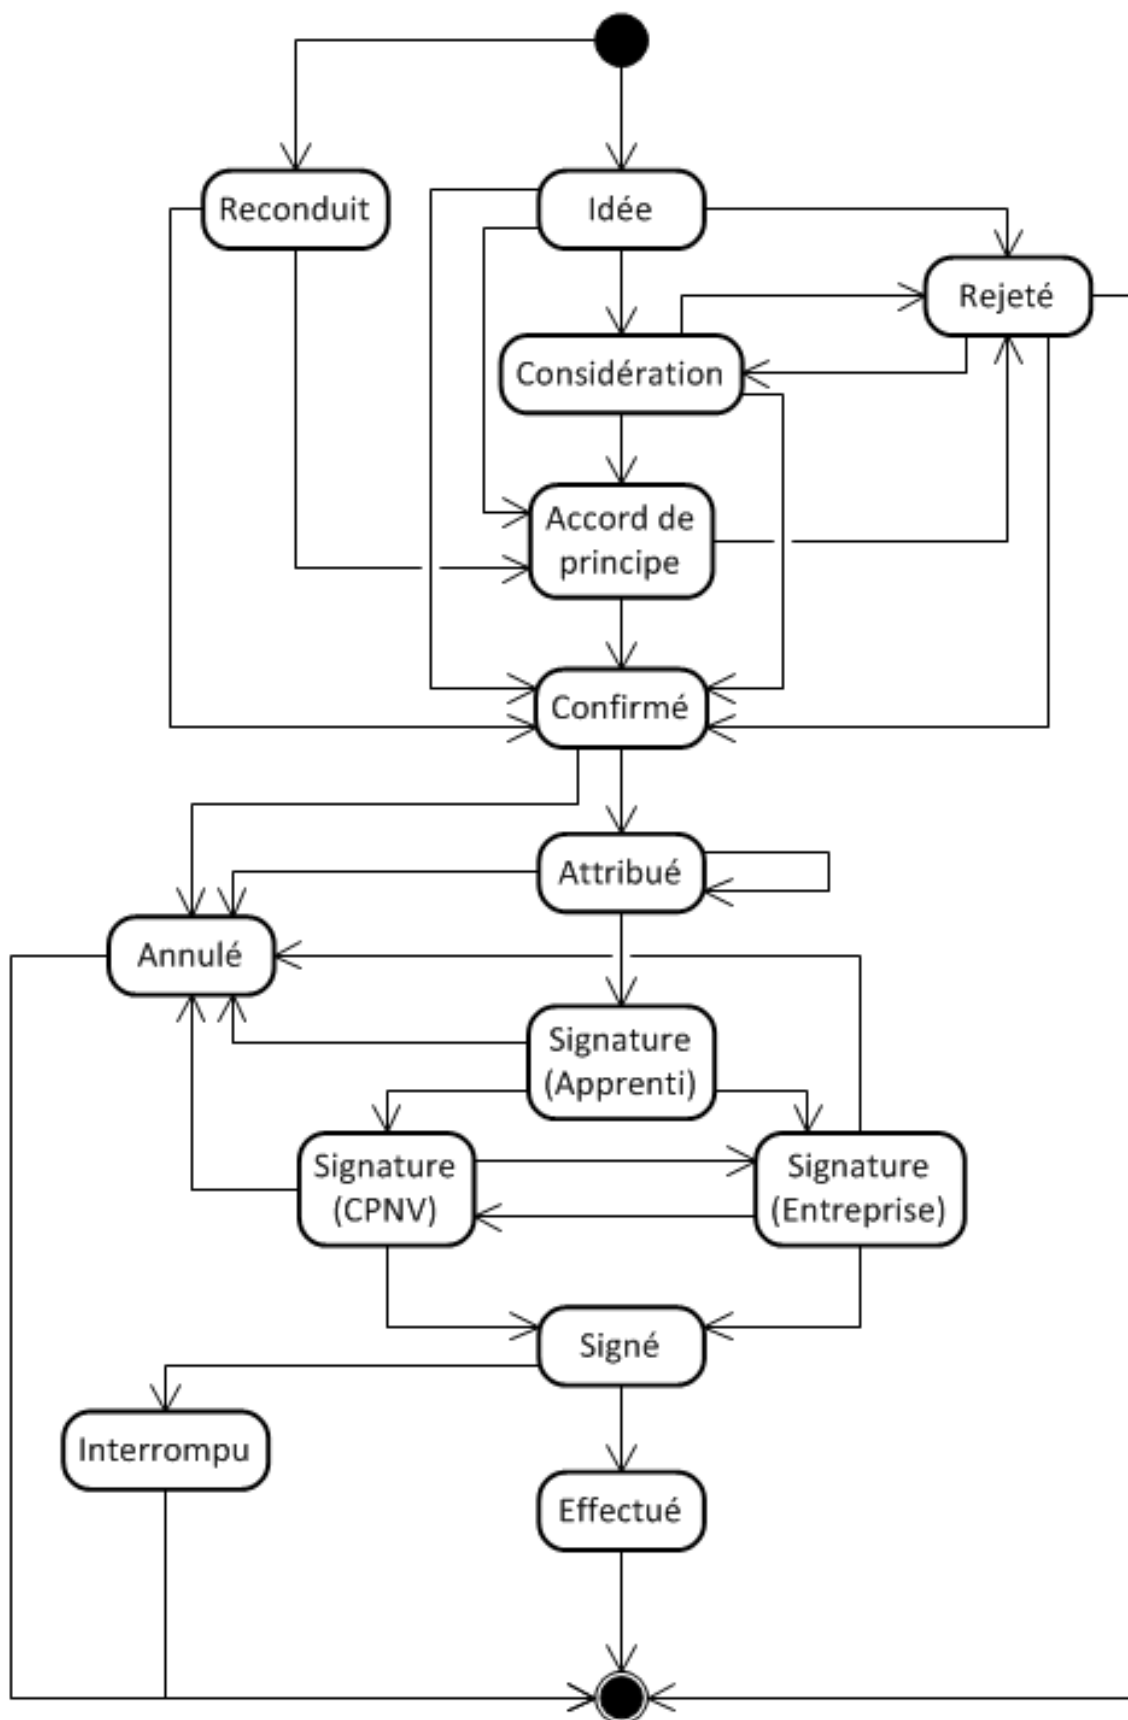 Reconduit
Idée
Rejeté
Considération
Accord de
principe
Confirmé
Attribué
Annulé
Signature
(Apprenti)
Signature
(CPNV)
Signature
(Entreprise)
Signé
Interrompu
Effectué